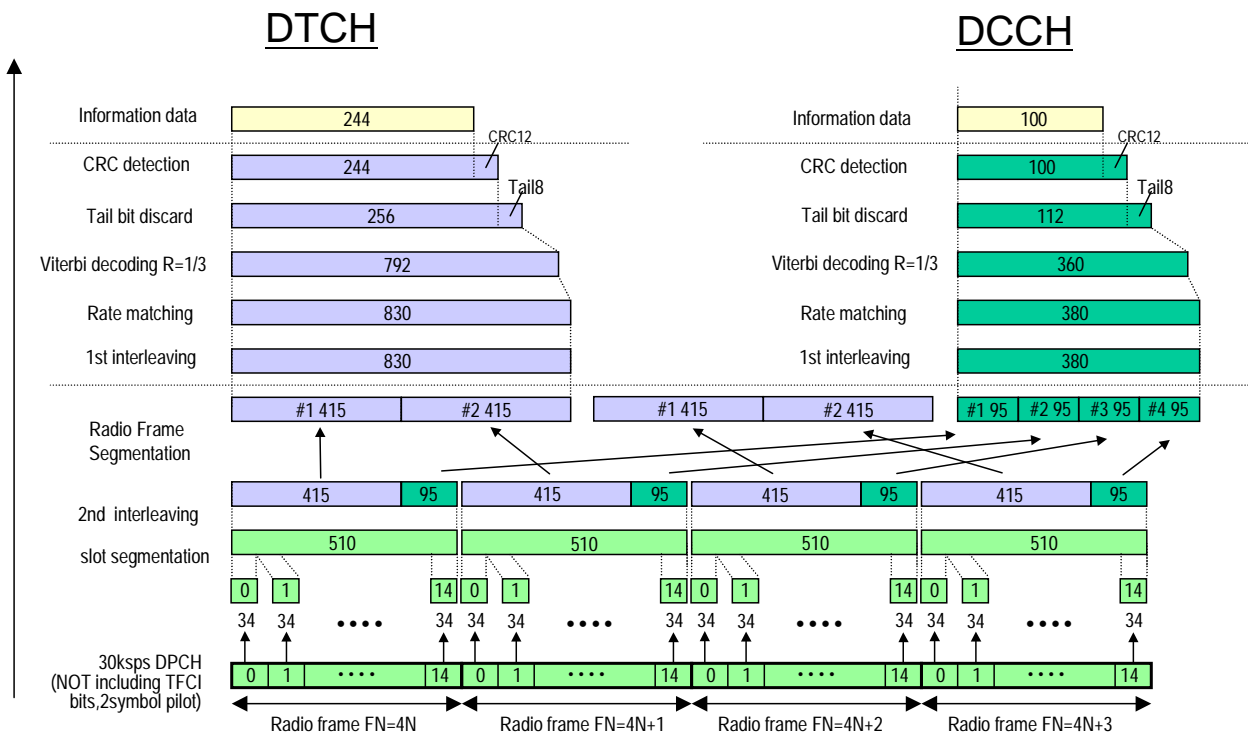 DTCH DCCH
Information data 244 Information data 100
CRC12 CRC12
CRC detection 244 CRC detection 100
Tail8 Tail8
Tail bit discard 256 Tail bit discard 112
Viterbi decoding R=1/3 792 Viterbi decoding R=1/3 360
Rate matching 830 Rate matching 380
1st interleaving 830 1st interleaving 380
#1 415 #2 415 #1 415 #2 415 #1 95 #2 95 #3 95 #4 95
Radio Frame
Segmentation
415 95 415 95 415 95 415 95
2nd interleaving
510 510 510 510
slot segmentation
0 1 14 0 1 14 0 1 14 0 1 14
34 34 •••• 34 34 34 •••• 34 34 34 •••• 34 34 34 •••• 34
30ksps DPCH
(NOT including TFCI
bits,2symbol pilot)
0 1 •••• 14 0 1 •••• 14 0 1 •••• 14 0 1 •••• 14
Radio frame FN=4N Radio frame FN=4N+1 Radio frame FN=4N+2 Radio frame FN=4N+3